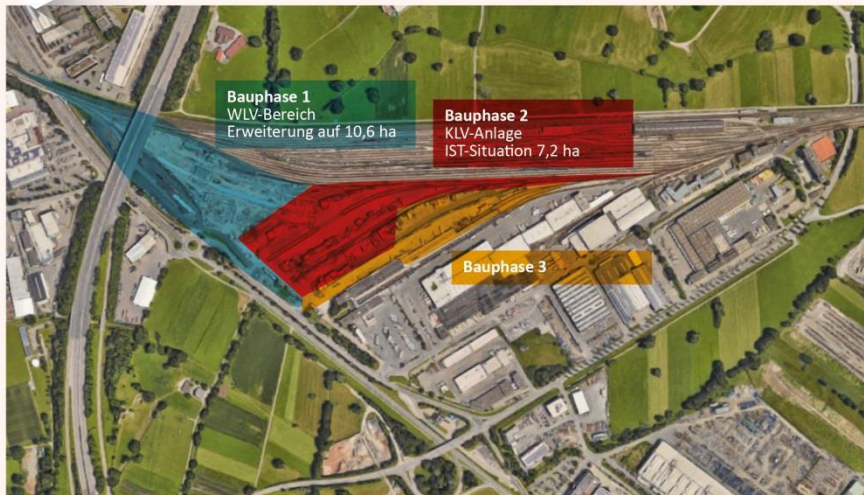 Bauphase 1
WLV-Bereich
Erweiterung auf 10,6 ha
Bauphase 2
KLV-Anlage
IST-Situation 7,2 ha
Bauphase 3